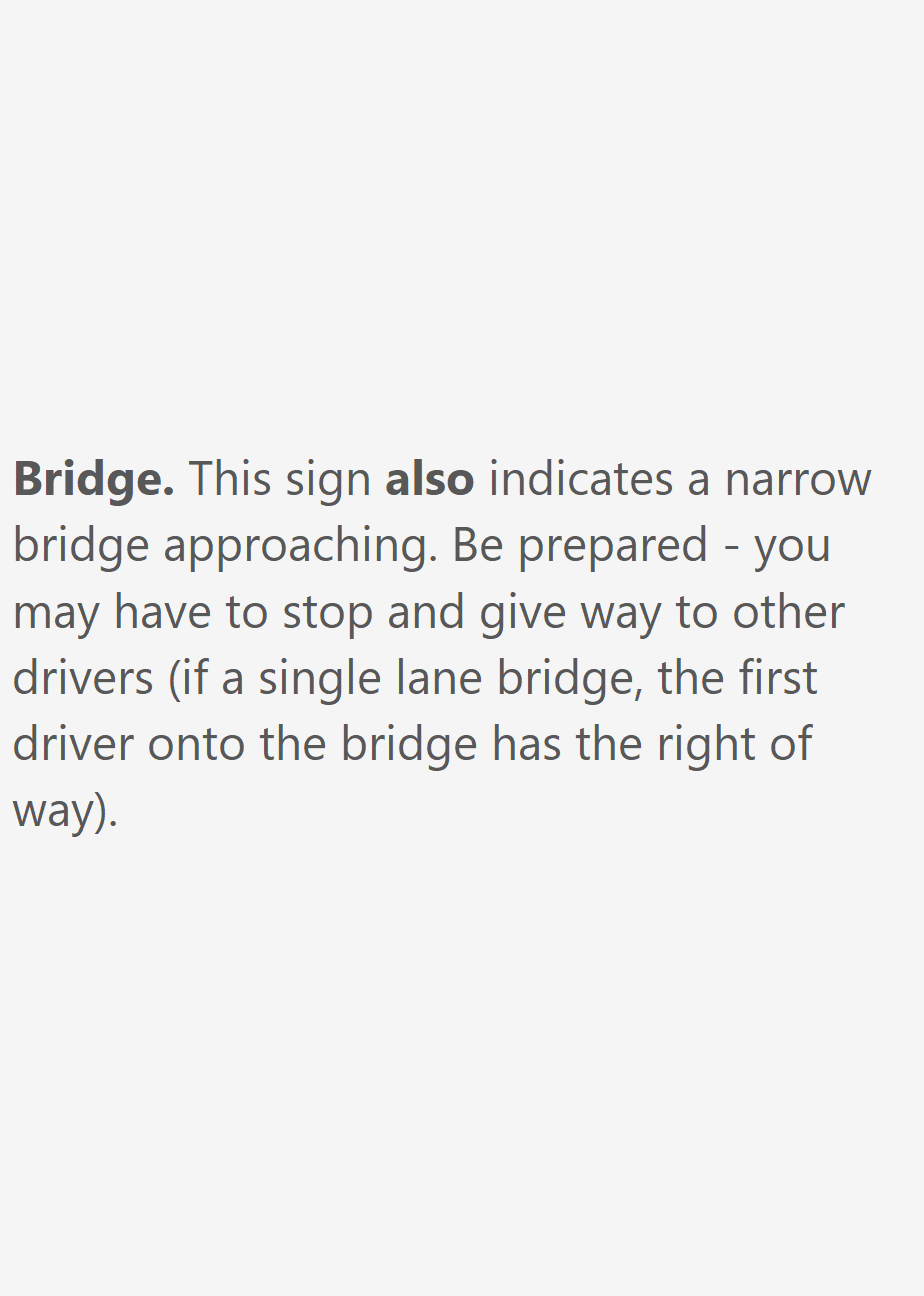 Bridge. This sign also indicates a narrow
bridge approaching. Be prepared - you
may have to stop and give way to other
drivers (if a single lane bridge, the first
driver onto the bridge has the right of
way).